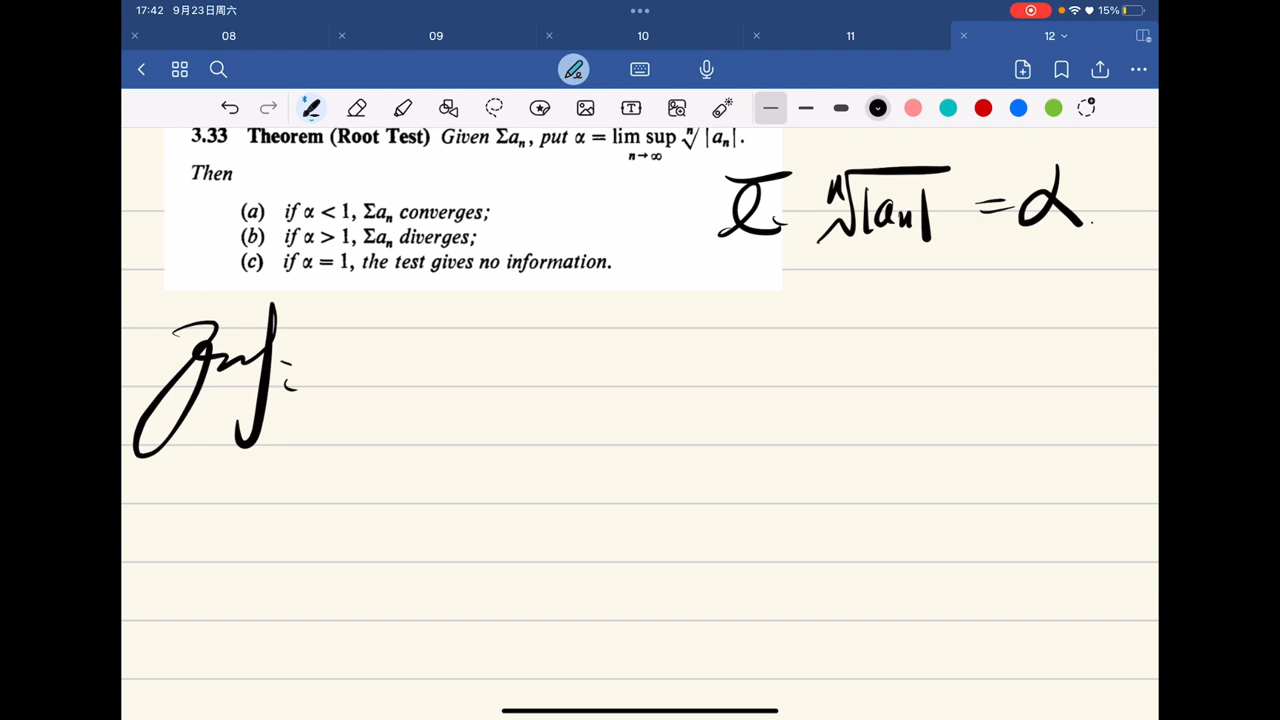 17:42 9月23日周六
15%
08 09 10 11 12
3.33 Theorem (Root Test) Given Σaₙ, put α = lim sup ⁿ√|aₙ|.
n→∞
Then
(a) if α < 1, Σaₙ converges;
(b) if α > 1, Σaₙ diverges;
(c) if α = 1, the test gives no information.
ⁿ√|aₙ| = α.